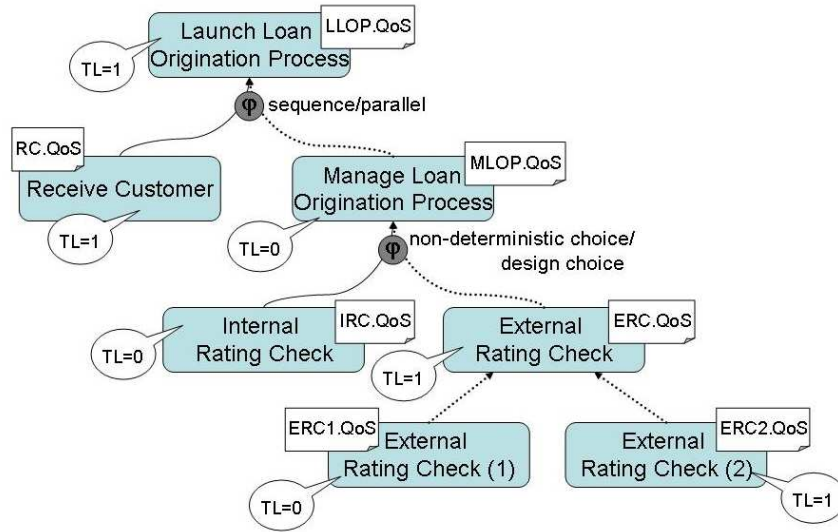 LLOP.QoS
Launch Loan
Origination Process
TL=1
φ
sequence/parallel
RC.QoS
Receive Customer
TL=1
MLOP.QoS
Manage Loan
Origination Process
TL=0
φ
non-deterministic choice/
design choice
IRC.QoS
Internal
Rating Check
TL=0
ERC.QoS
External
Rating Check
TL=1
ERC1.QoS
External
Rating Check (1)
TL=0
ERC2.QoS
External
Rating Check (2)
TL=1